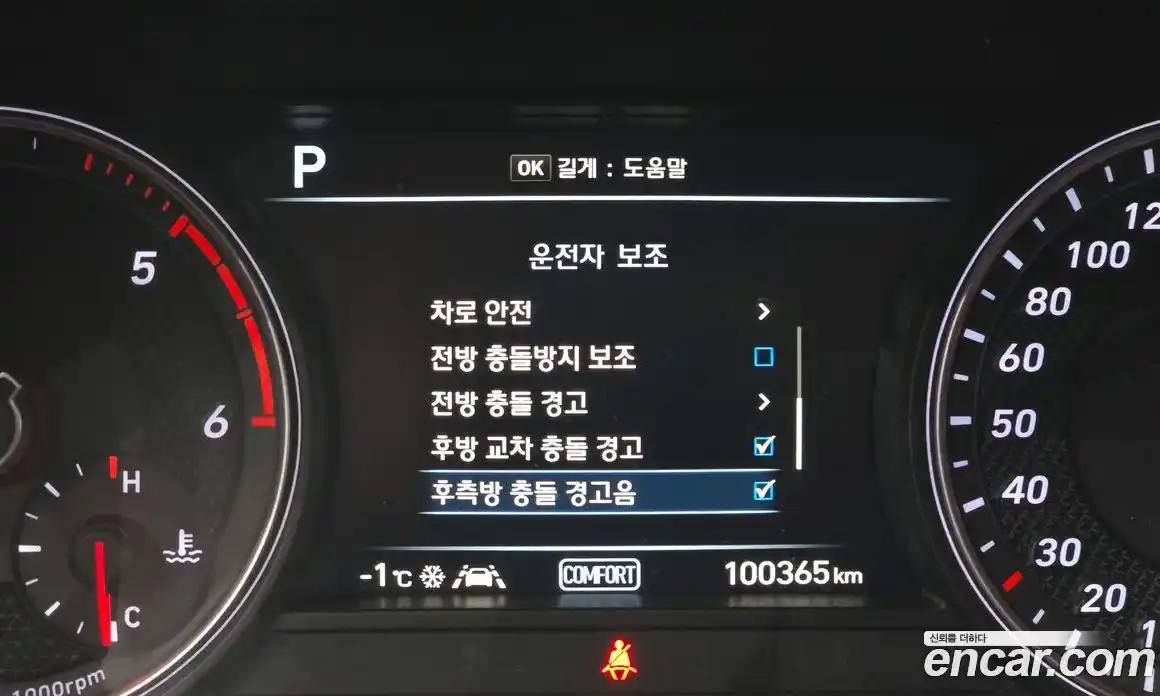 P
OK 길게 : 도움말
운전자 보조
차로 안전
전방 충돌방지 보조
전방 충돌 경고
후방 교차 충돌 경고
후측방 충돌 경고음
-1℃
COMFORT
100365 km
5
6
H
C
1000rpm
100
80
60
50
40
30
20
신뢰를 더하다
encar.com